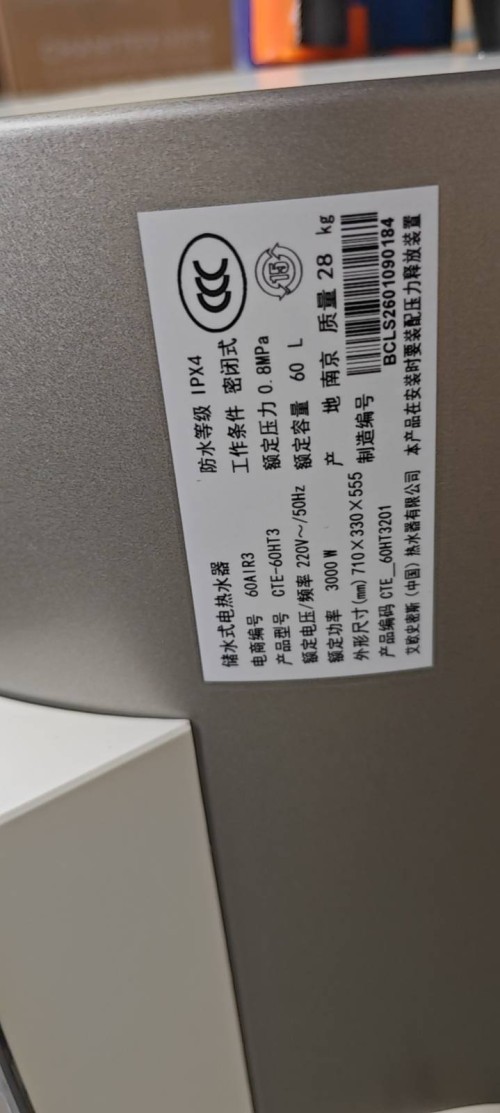 储水式电热水器
电商编号 60AIR3 防水等级 IPX4
产品型号 CTE-60HT3 工作条件 密闭式
额定电压/频率 220V～/50Hz 额定压力 0.8MPa
额定功率 3000 W 额定容量 60 L
外形尺寸(mm) 710×330×555 产 地 南京 质量 28 kg
产品编码 CTE__60HT3201 制造编号
BCLS2601090184
艾欧史密斯（中国）热水器有限公司 本产品在安装时要装配压力释放装置
CCC
15